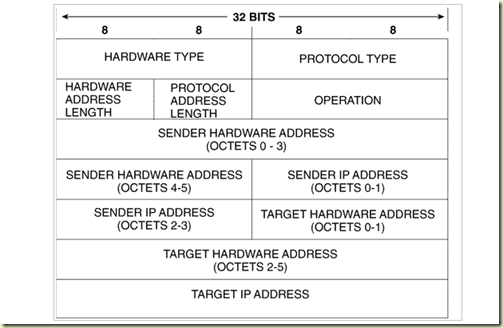 32 BITS
8 8 8 8
HARDWARE TYPE PROTOCOL TYPE
HARDWARE
ADDRESS
LENGTH
PROTOCOL
ADDRESS
LENGTH
OPERATION
SENDER HARDWARE ADDRESS
(OCTETS 0 - 3)
SENDER HARDWARE ADDRESS
(OCTETS 4-5)
SENDER IP ADDRESS
(OCTETS 0-1)
SENDER IP ADDRESS
(OCTETS 2-3)
TARGET HARDWARE ADDRESS
(OCTETS 0-1)
TARGET HARDWARE ADDRESS
(OCTETS 2-5)
TARGET IP ADDRESS